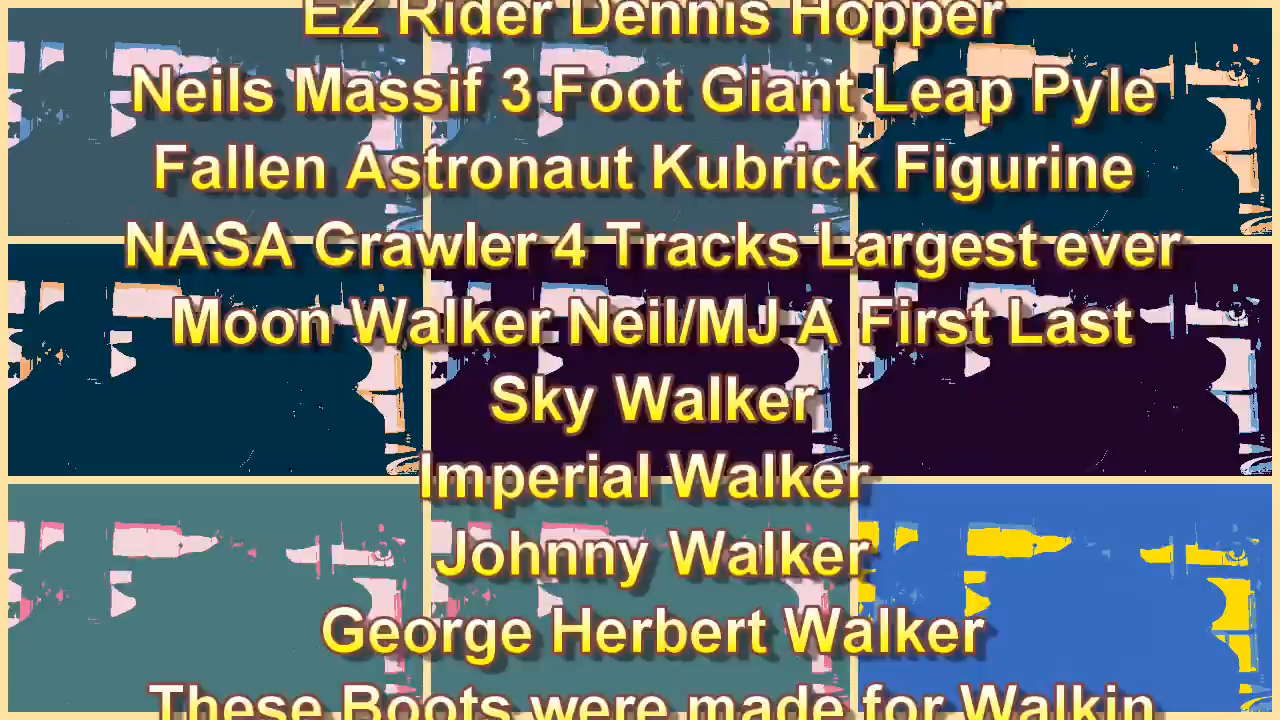 EZ Rider Dennis Hopper
Neils Massif 3 Foot Giant Leap Pyle
Fallen Astronaut Kubrick Figurine
NASA Crawler 4 Tracks Largest ever
Moon Walker Neil/MJ A First Last
Sky Walker
Imperial Walker
Johnny Walker
George Herbert Walker
These Boots were made for Walkin